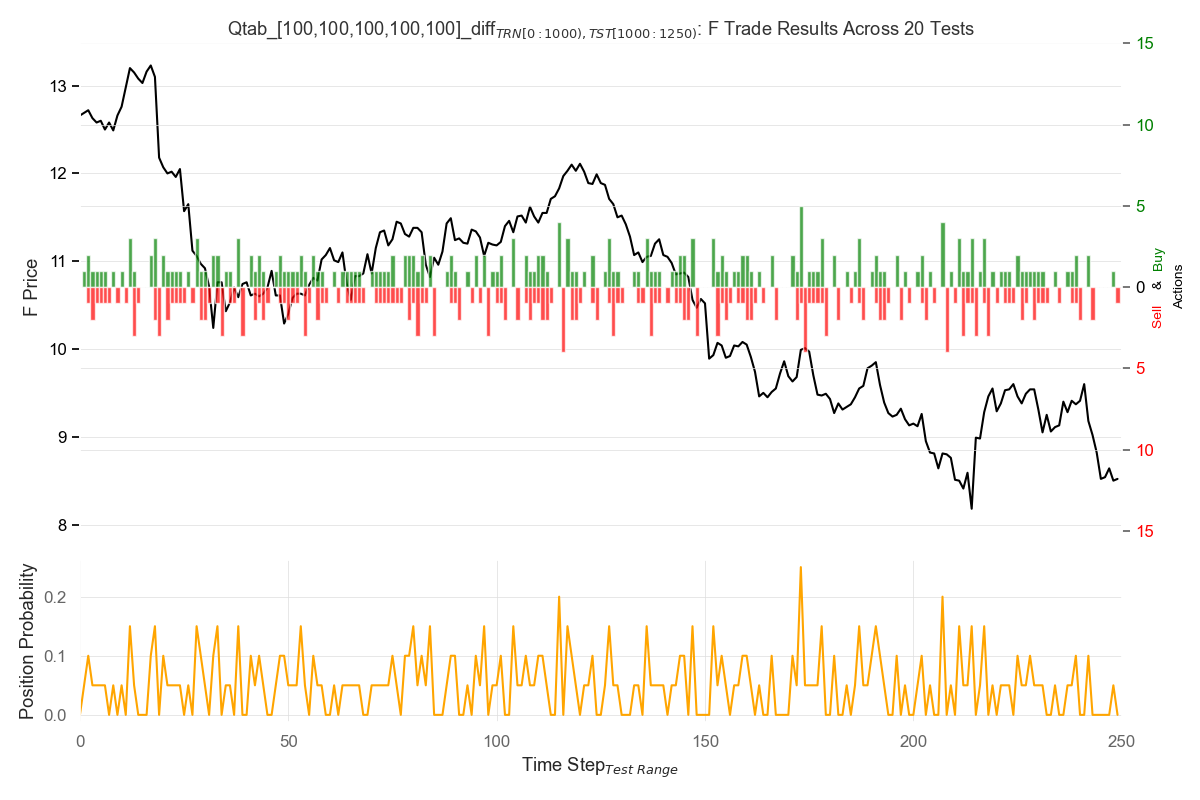 Qtab_[100,100,100,100,100]_diff TRN[0:1000),TST[1000:1250): F Trade Results Across 20 Tests
15
13
10
12
5
11
0
10
5
9
10
8
15
F Price
Sell & Buy
Actions
0.2
0.1
0.0
Position Probability
0 50 100 150 200 250
Time Step Test Range